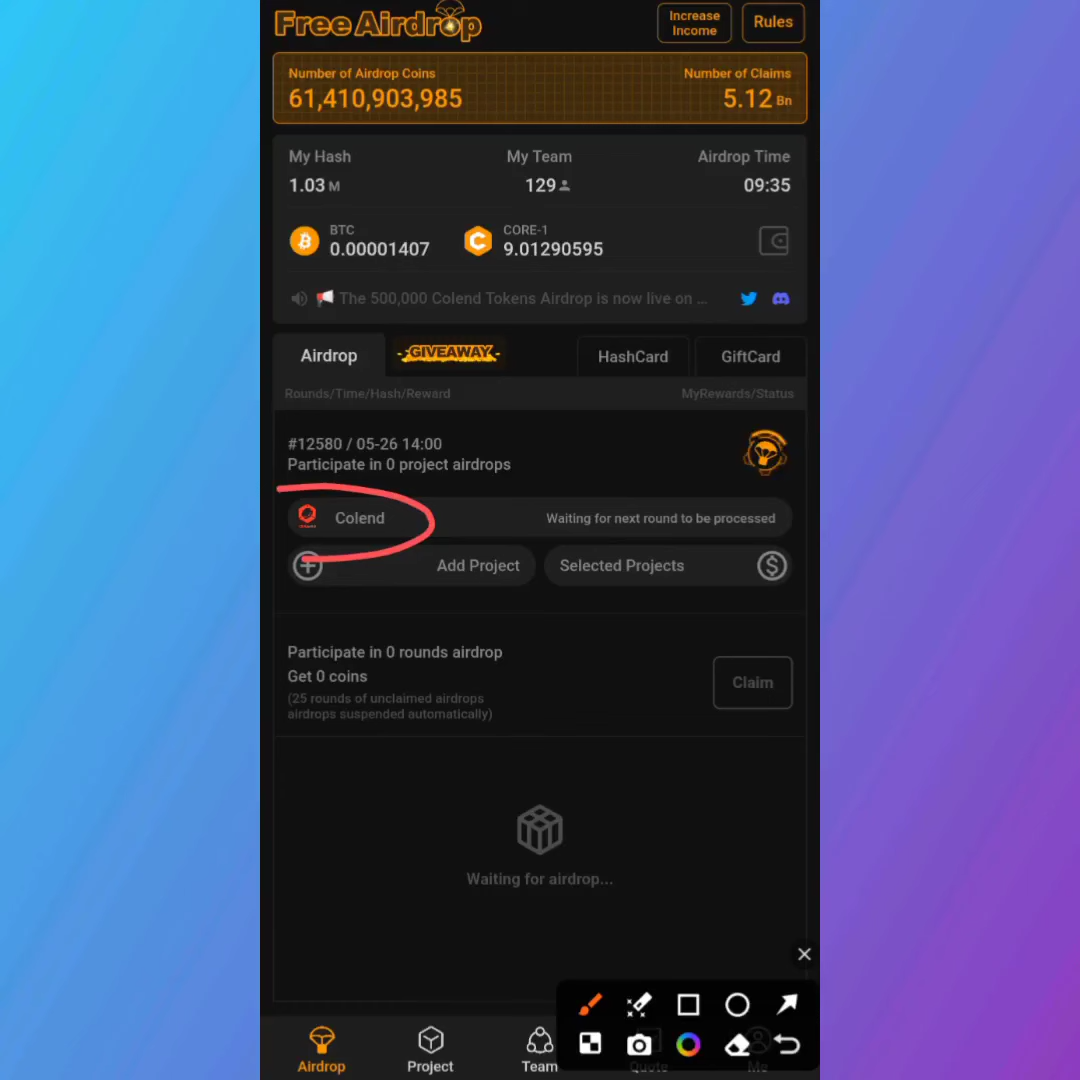 Free Airdrop
Increase Income
Rules
Number of Airdrop Coins
Number of Claims
61,410,903,985
5.12 Bn
My Hash
My Team
Airdrop Time
1.03 M
129
09:35
BTC
0.00001407
CORE-1
9.01290595
The 500,000 Colend Tokens Airdrop is now live on ...
Airdrop
GIVEAWAY
HashCard
GiftCard
Rounds/Time/Hash/Reward
MyRewards/Status
#12580 / 05-26 14:00
Participate in 0 project airdrops
Colend
Waiting for next round to be processed
Add Project
Selected Projects
Participate in 0 rounds airdrop
Get 0 coins
(25 rounds of unclaimed airdrops
airdrops suspended automatically)
Claim
Waiting for airdrop...
Airdrop
Project
Team
Quote
Me